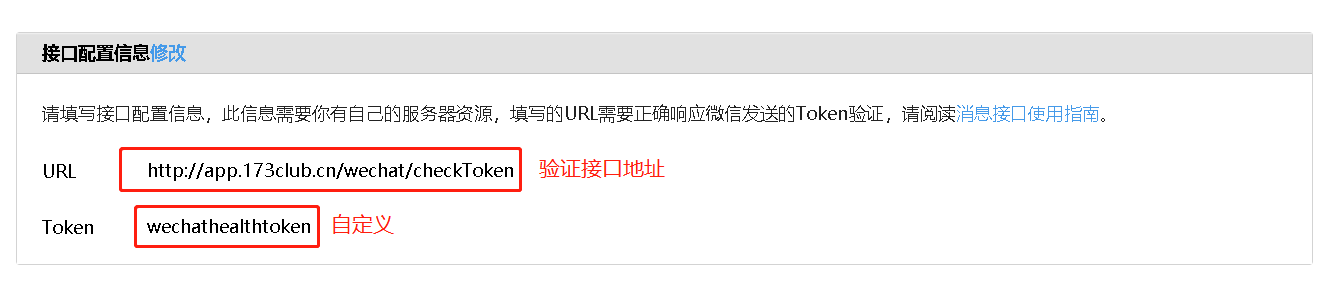 接口配置信息修改
请填写接口配置信息，此信息需要你有自己的服务器资源，填写的URL需要正确响应微信发送的Token验证，请阅读消息接口使用指南。
URL http://app.173club.cn/wechat/checkToken 验证接口地址
Token wechathealthtoken 自定义